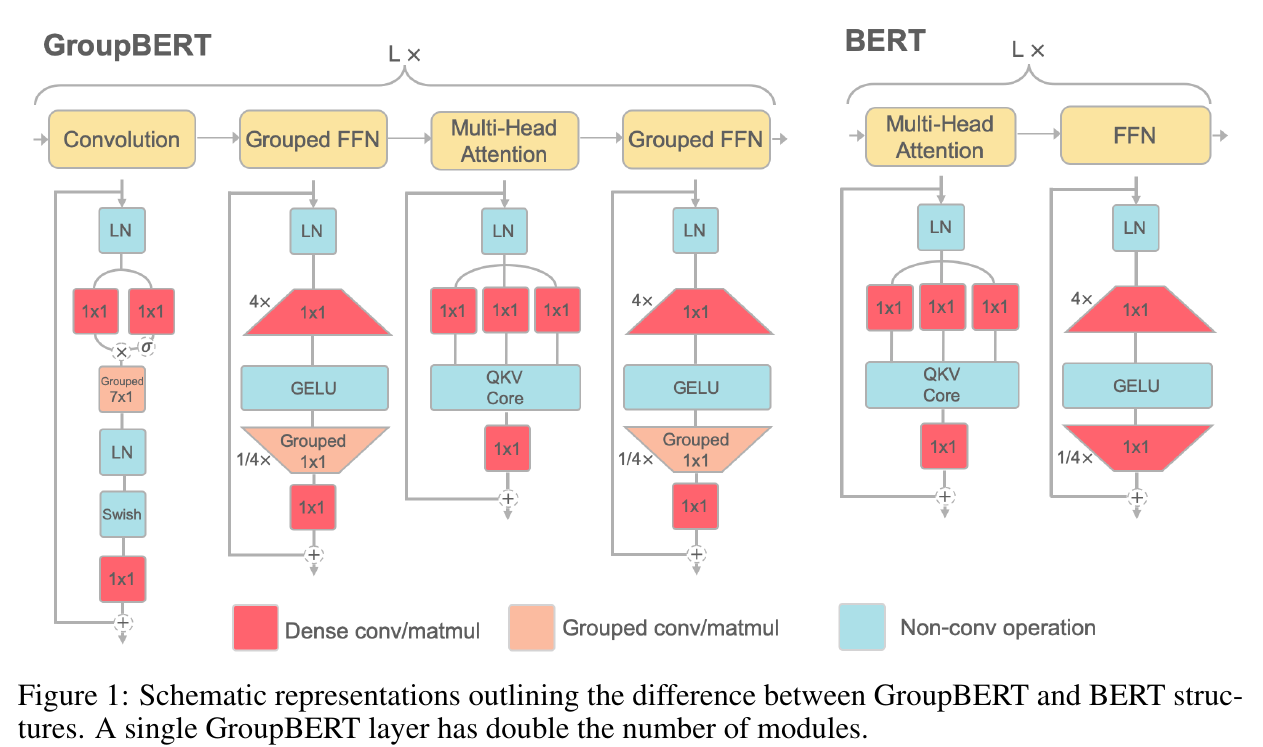 GroupBERT
L ×
BERT
L ×
Convolution
Grouped FFN
Multi-Head
Attention
Grouped FFN
Multi-Head
Attention
FFN
LN
1x1
1x1
×
σ
Grouped
7x1
LN
Swish
1x1
+
LN
4×
1x1
GELU
Grouped
1x1
1/4×
1x1
+
LN
1x1
1x1
1x1
QKV
Core
1x1
+
LN
4×
1x1
GELU
Grouped
1x1
1/4×
1x1
+
LN
1x1
1x1
1x1
QKV
Core
1x1
+
LN
4×
1x1
GELU
1/4×
1x1
+
Dense conv/matmul
Grouped conv/matmul
Non-conv operation
Figure 1: Schematic representations outlining the difference between GroupBERT and BERT struc-
tures. A single GroupBERT layer has double the number of modules.